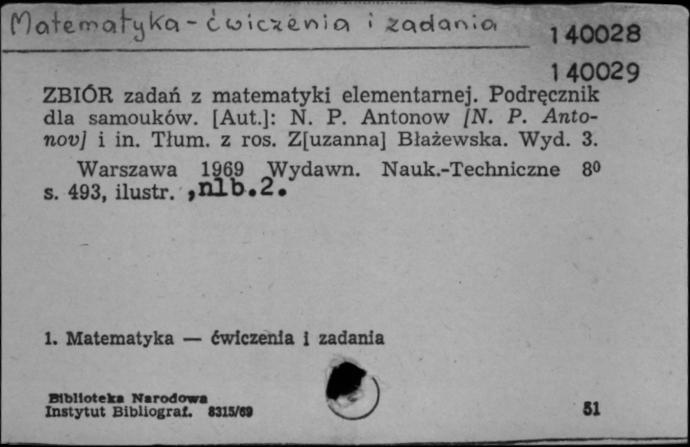 Matematyka - ćwiczenia i zadania
140028
140029
ZBIÓR zadań z matematyki elementarnej. Podręcznik
dla samouków. [Aut.]: N. P. Antonow [N. P. Anto-
nov] i in. Tłum. z ros. Z[uzanna] Błażewska. Wyd. 3.
Warszawa 1969 Wydawn. Nauk.-Techniczne 8⁰
s. 493, ilustr. ,nlb.2.
1. Matematyka — ćwiczenia i zadania
Biblioteka Narodowa
Instytut Bibliograf. 8315/69
51